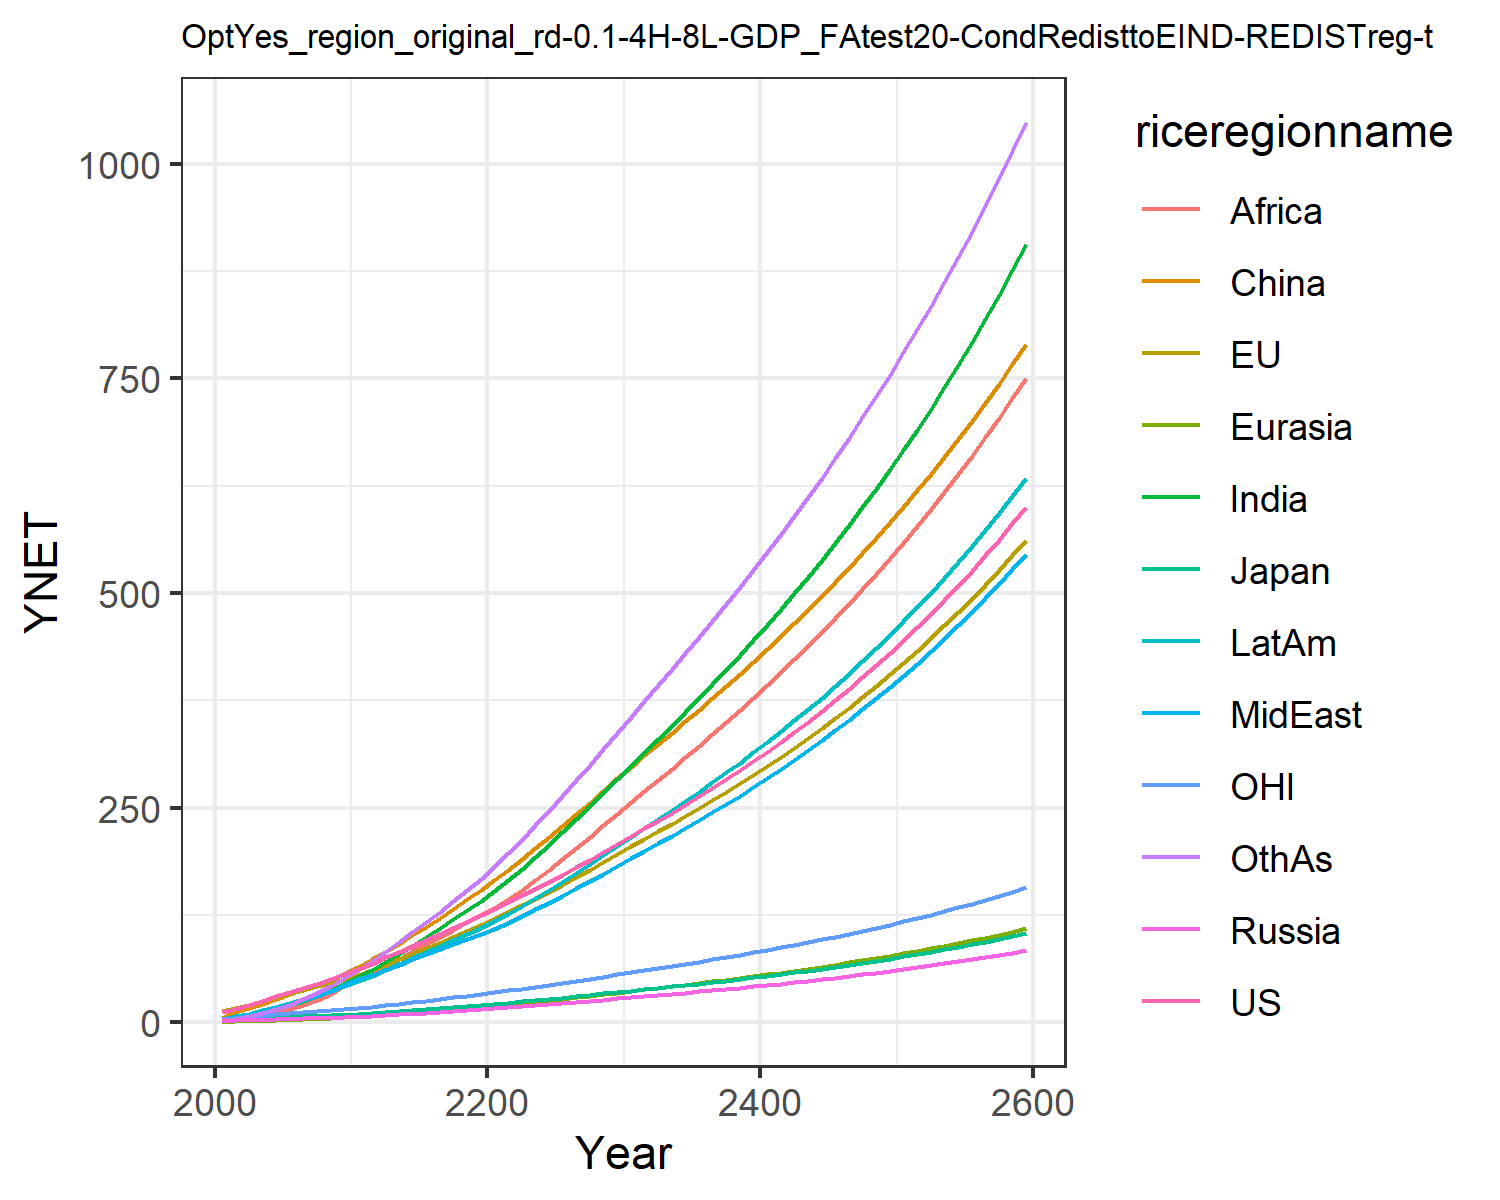 OptYes_region_original_rd-0.1-4H-8L-GDP_FAtest20-CondRedisttoEIND-REDISTreg-t
riceregionname
Africa
China
EU
Eurasia
India
Japan
LatAm
MidEast
OHI
OthAs
Russia
US
YNET
1000
750
500
250
0
2000 2200 2400 2600
Year